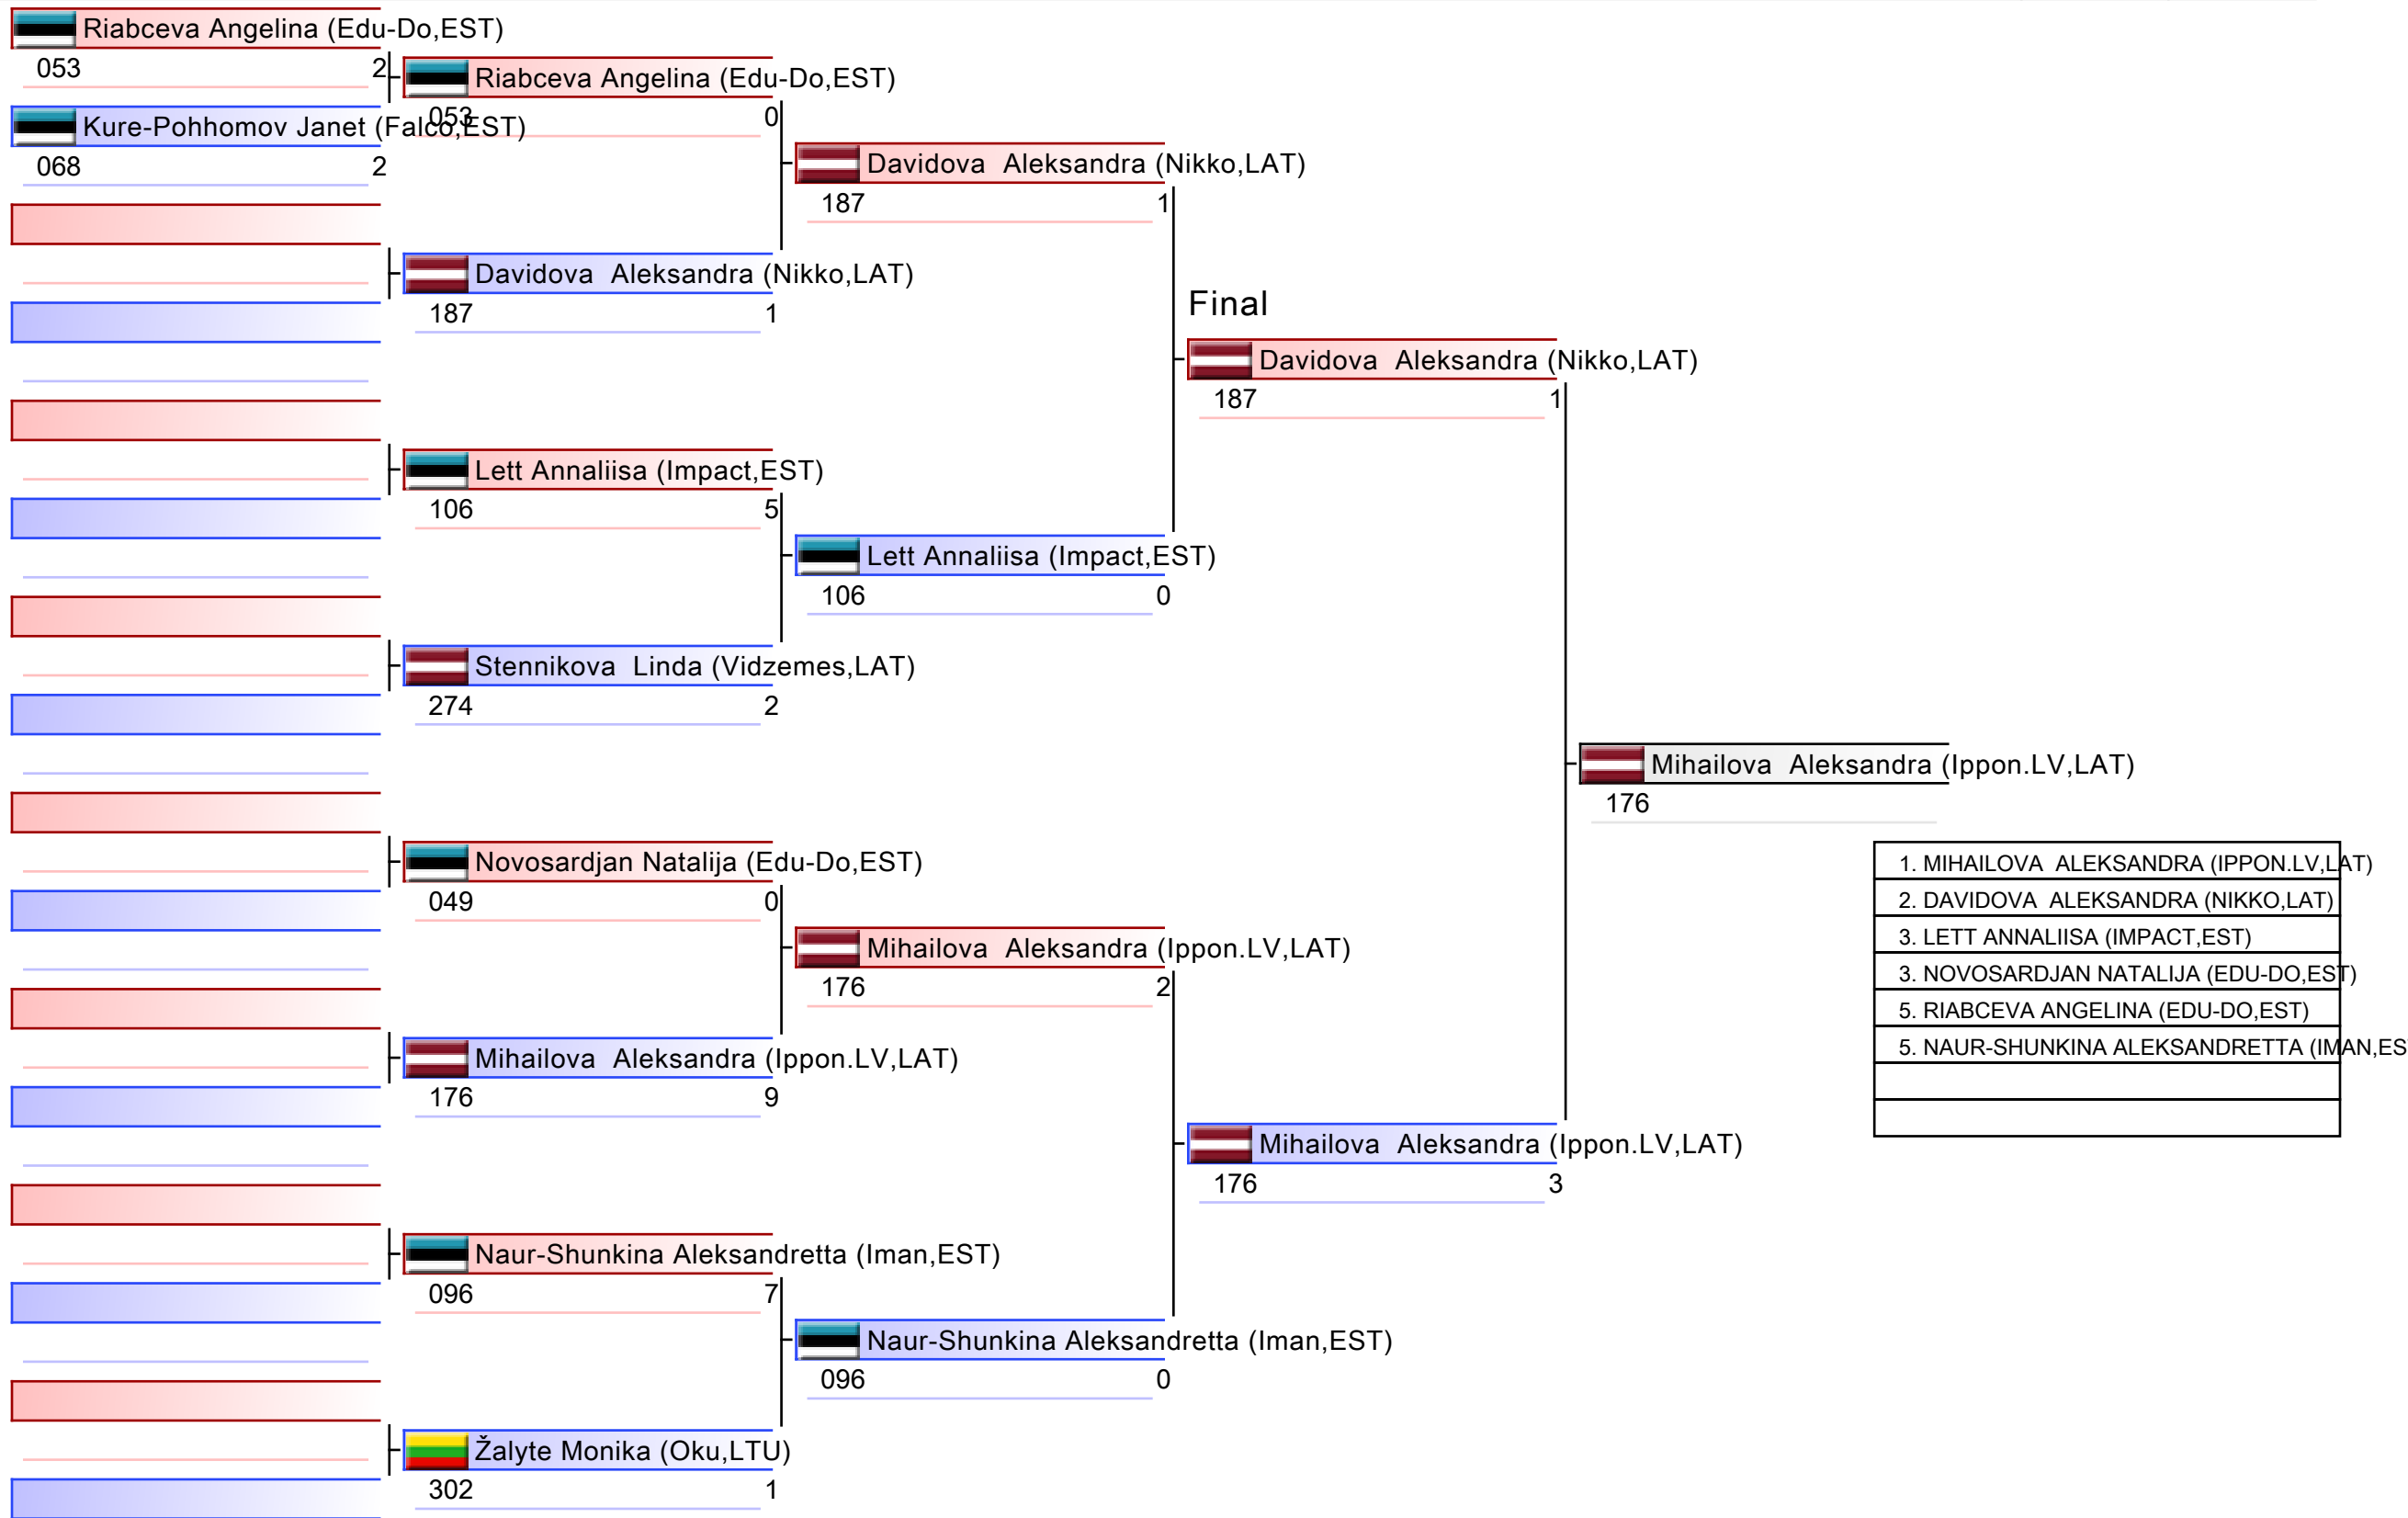 Riabceva Angelina (Edu-Do,EST)
053 2
Kure-Pohhomov Janet (Falco,EST)
068 2
Riabceva Angelina (Edu-Do,EST)
053 0
Davidova  Aleksandra (Nikko,LAT)
187 1
Lett Annaliisa (Impact,EST)
106 5
Stennikova  Linda (Vidzemes,LAT)
274 2
Novosardjan Natalija (Edu-Do,EST)
049 0
Mihailova  Aleksandra (Ippon.LV,LAT)
176 9
Naur-Shunkina Aleksandretta (Iman,EST)
096 7
Žalyte Monika (Oku,LTU)
302 1
Davidova  Aleksandra (Nikko,LAT)
187 1
Lett Annaliisa (Impact,EST)
106 0
Mihailova  Aleksandra (Ippon.LV,LAT)
176 2
Naur-Shunkina Aleksandretta (Iman,EST)
096 0
Final
Davidova  Aleksandra (Nikko,LAT)
187 1
Mihailova  Aleksandra (Ippon.LV,LAT)
176 3
Mihailova  Aleksandra (Ippon.LV,LAT)
176
1. MIHAILOVA  ALEKSANDRA (IPPON.LV,LAT)
2. DAVIDOVA  ALEKSANDRA (NIKKO,LAT)
3. LETT ANNALIISA (IMPACT,EST)
3. NOVOSARDJAN NATALIJA (EDU-DO,EST)
5. RIABCEVA ANGELINA (EDU-DO,EST)
5. NAUR-SHUNKINA ALEKSANDRETTA (IMAN,ES